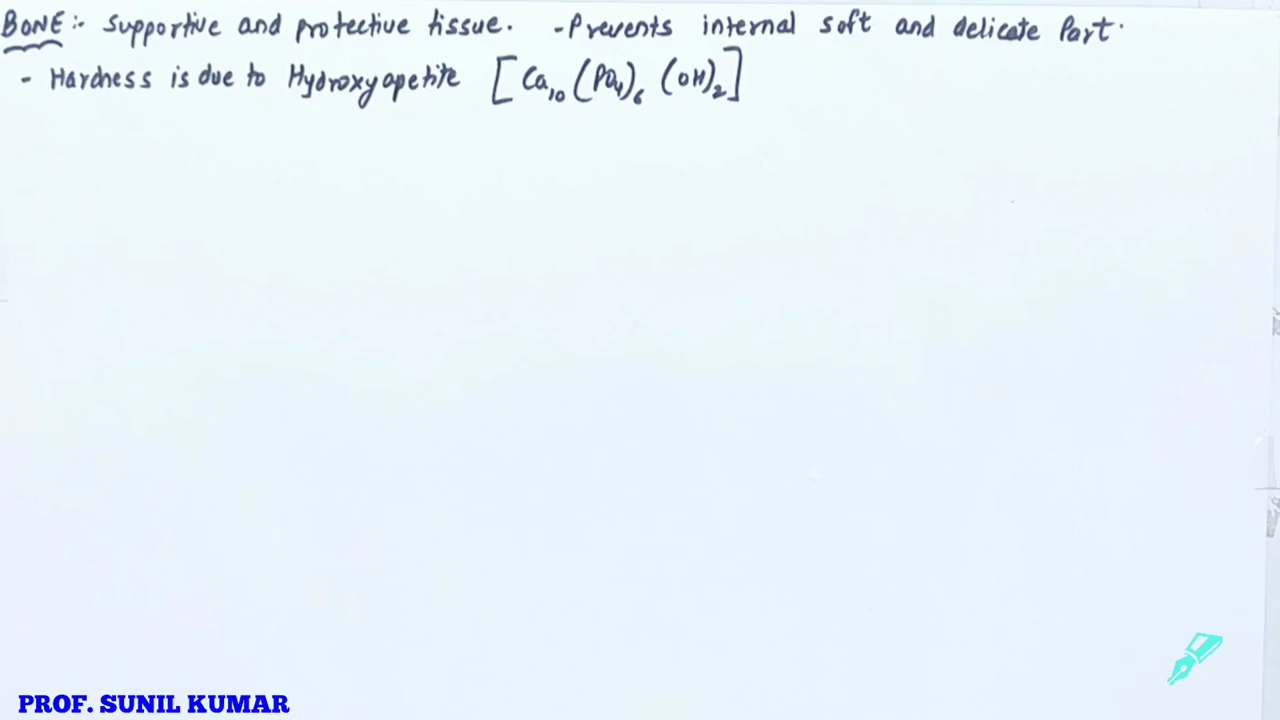 BONE:- Supportive and protective tissue. -Prevents internal soft and delicate Part.
- Hardness is due to Hydroxyapetite [Ca10 (PO4)6 (OH)2]
PROF. SUNIL KUMAR